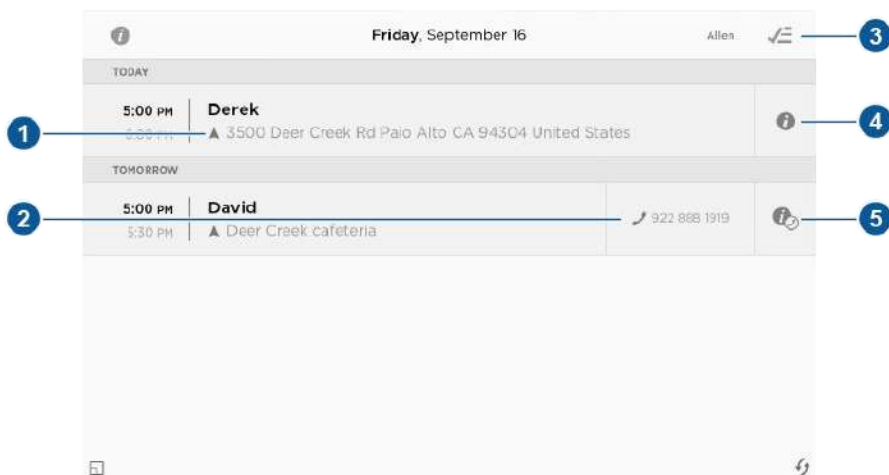 Friday, September 16
Allen
3
TODAY
5:00 PM
Derek
1
3500 Deer Creek Rd Palo Alto CA 94304 United States
4
TOMORROW
5:00 PM
David
2
922 888 1919
5
5:30 PM
Deer Creek cafeteria